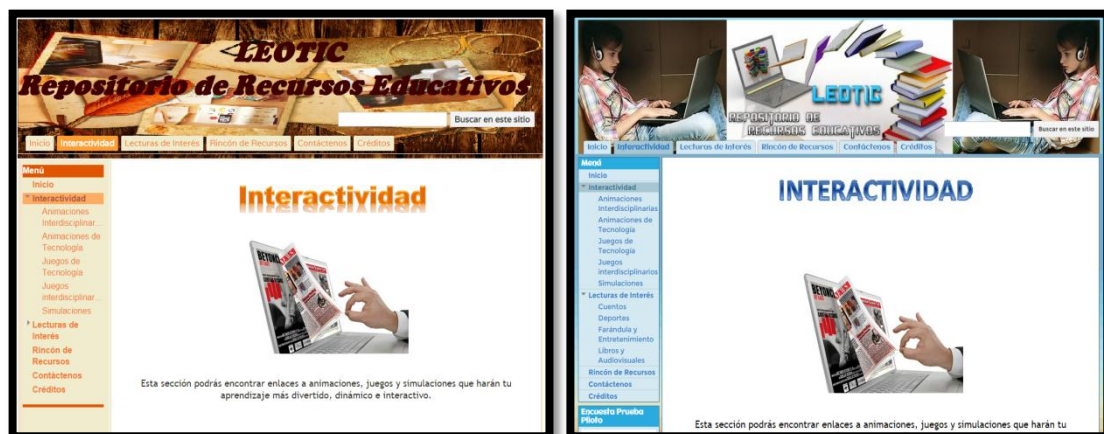 LEOTIC
Repositorio de Recursos Educativos
Buscar en este sitio
Inicio Interactividad Lecturas de Interés Rincón de Recursos Contáctenos Créditos
Menú
Inicio
Interactividad
Animaciones
Interdisciplinar...
Animaciones de
Tecnología
Juegos de
Tecnología
Juegos
interdisciplinar...
Simulaciones
Lecturas de
Interés
Rincón de
Recursos
Contáctenos
Créditos
Interactividad
BEYOND
Esta sección podrás encontrar enlaces a animaciones, juegos y simulaciones que harán tu
aprendizaje más divertido, dinámico e interactivo.
LEOTIC
REPOSITORIO DE
RECURSOS EDUCATIVOS
Buscar en este sitio
Inicio Interactividad Lecturas de Interés Rincón de Recursos Contáctenos Créditos
Menú
Inicio
Interactividad
Animaciones
Interdisciplinarias
Animaciones de
Tecnología
Juegos de
Tecnología
Juegos
interdisciplinarios
Simulaciones
Lecturas de Interés
Cuentos
Deportes
Farándula y
Entretenimiento
Libros y
Audiovisuales
Rincón de Recursos
Contáctenos
Créditos
Encuesta Prueba
Piloto
INTERACTIVIDAD
BEYOND
Esta sección podrás encontrar enlaces a animaciones, juegos y simulaciones que harán tu